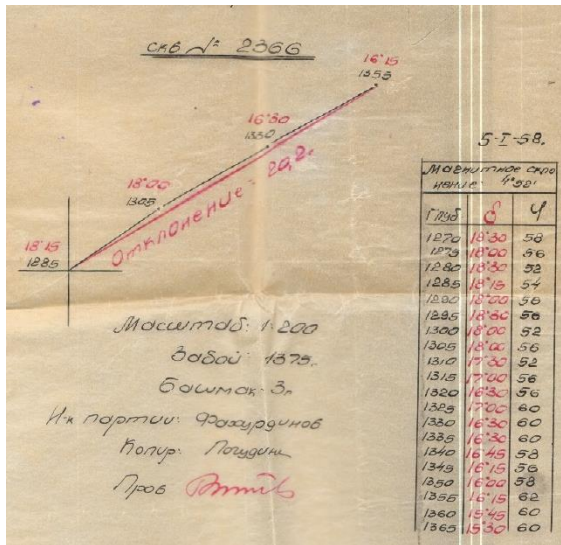 скв № 2366
16°15
1355
16°30
1330
18°00
1305
18°15
1285
Отклонение = 20,2.
5-I-58.
Магнитное скло
нение: 4°52'
Глуб δ φ
1270 18°30 58
1275 18°00 56
1280 18°30 52
1285 18°15 54
1290 18°00 56
1295 18°30 56
1300 18°00 52
1305 18°00 56
1310 17°30 52
1315 17°00 56
1320 16°30 56
1325 17°00 60
1330 16°30 60
1335 16°30 60
1340 16°45 58
1345 16°15 56
1350 16°00 58
1355 16°15 62
1360 15°45 60
1365 15°30 60
Масштаб: 1:200
Забой: 1375.
Башмак: 3
Н-к партии: Фахурдинов
Копир:
Пров